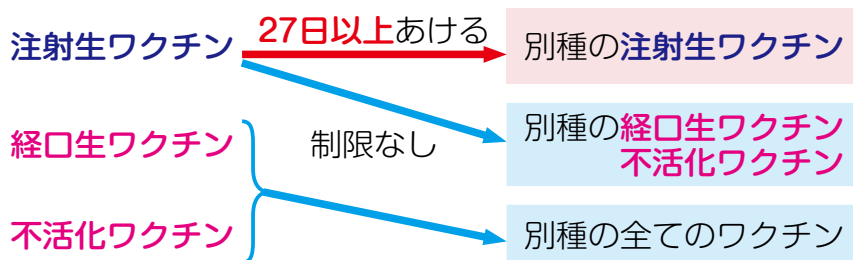 注射生ワクチン
27日以上あける
別種の注射生ワクチン
経口生ワクチン
制限なし
別種の経口生ワクチン
不活化ワクチン
不活化ワクチン
別種の全てのワクチン